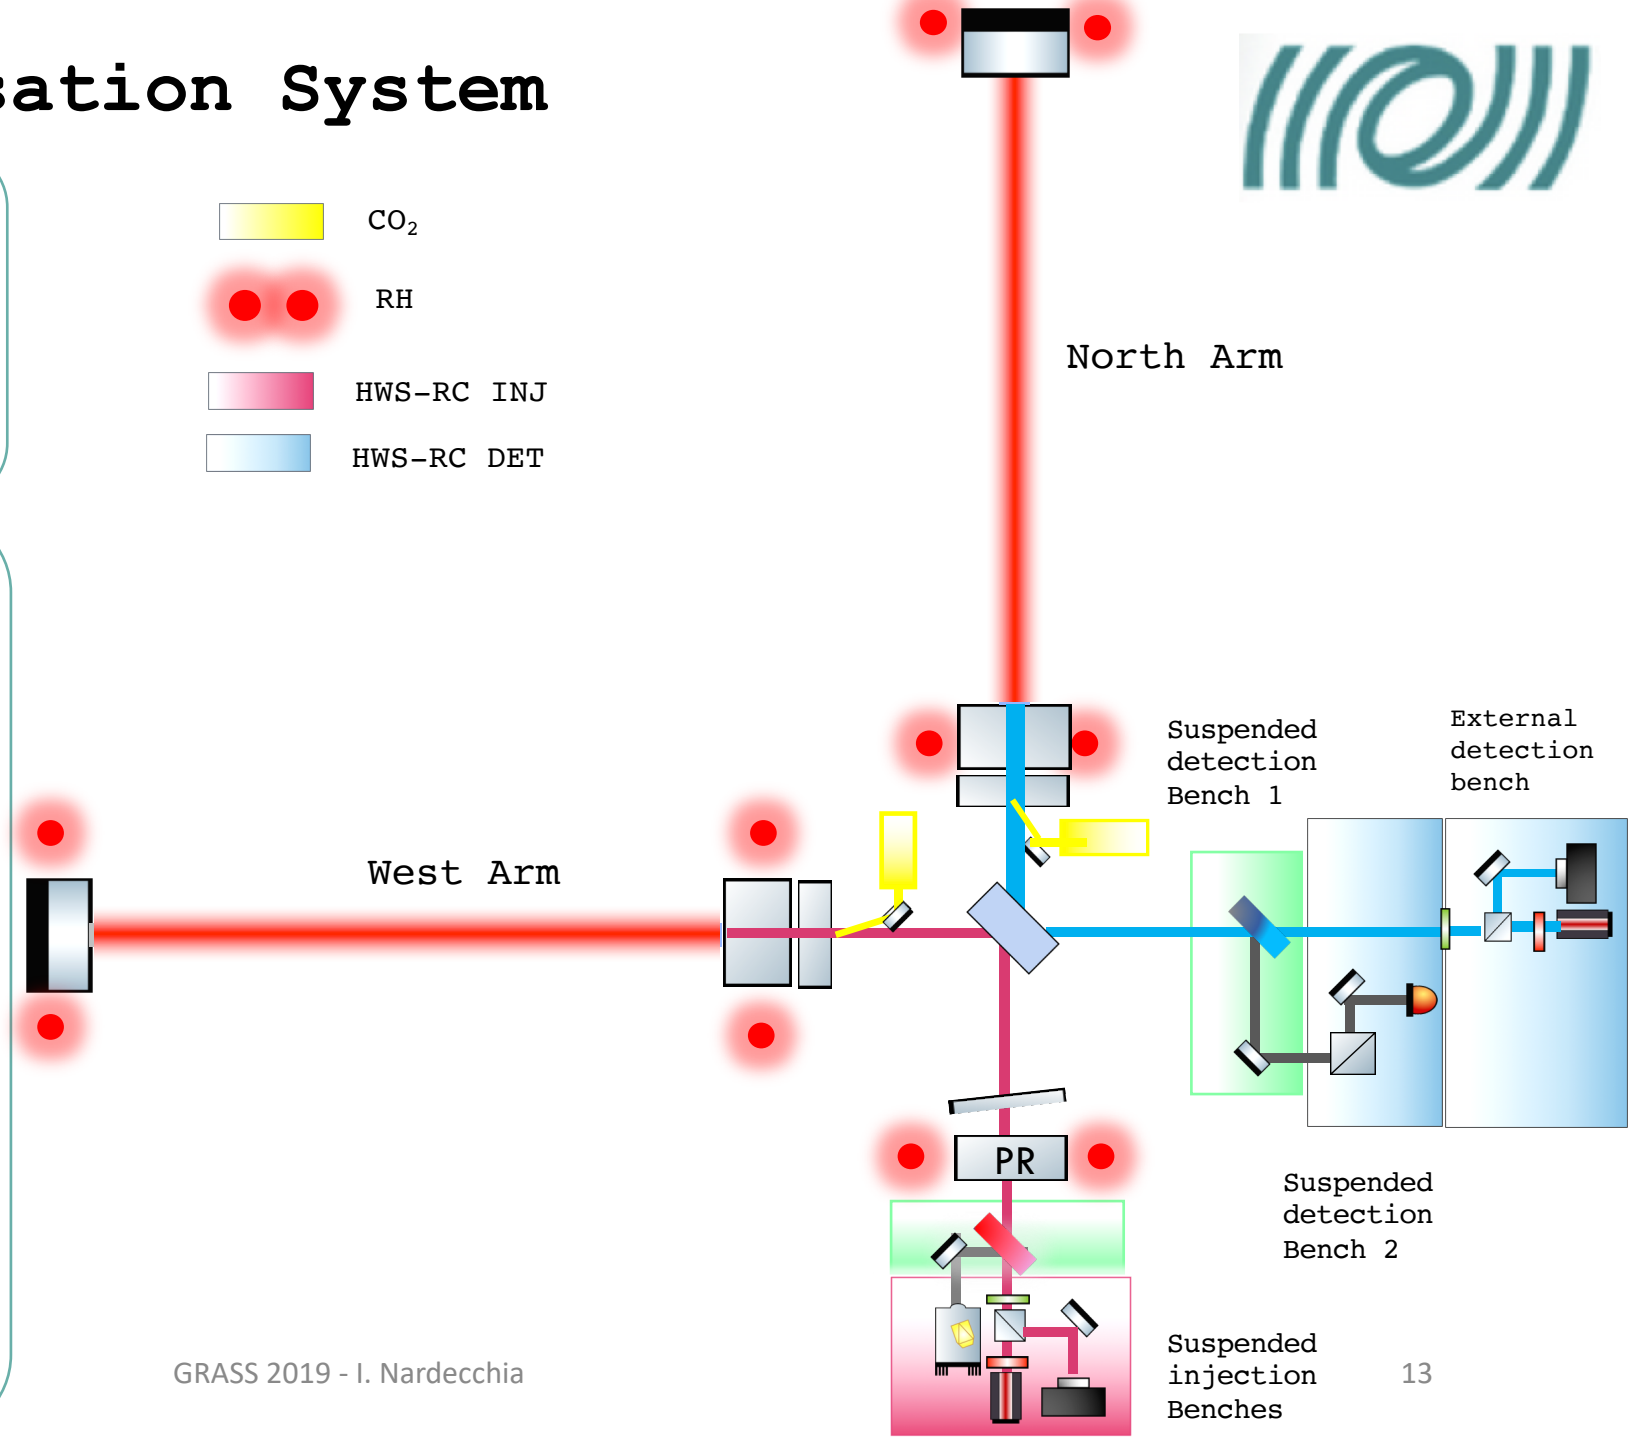 sation System
CO₂
RH
HWS-RC INJ
HWS-RC DET
North Arm
West Arm
Suspended
detection
Bench 1
External
detection
bench
PR
Suspended
detection
Bench 2
Suspended
injection
Benches
GRASS 2019 - I. Nardecchia
13